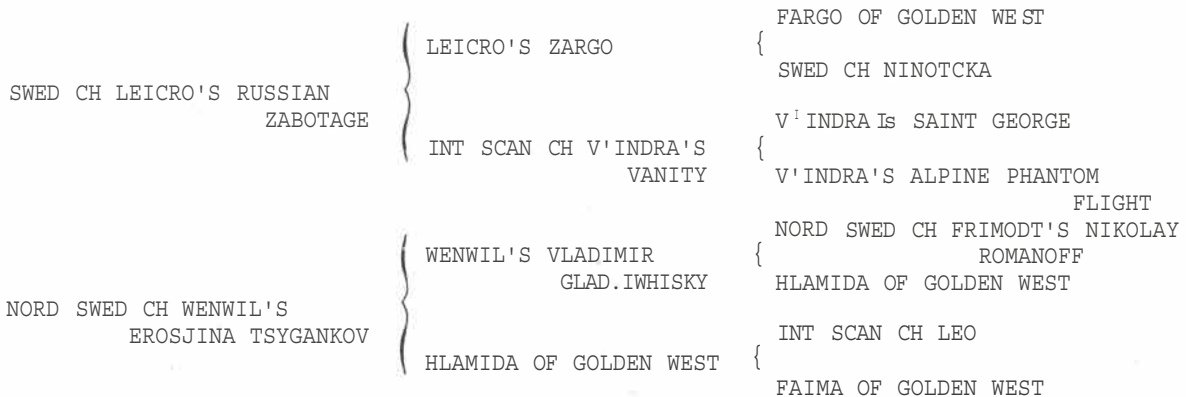 FARGO OF GOLDEN WEST
LEICRO'S ZARGO
SWED CH NINOTCKA
SWED CH LEICRO'S RUSSIAN
ZABOTAGE
V'INDRA Is SAINT GEORGE
INT SCAN CH V'INDRA'S
VANITY
V'INDRA'S ALPINE PHANTOM
FLIGHT
NORD SWED CH FRIMODT'S NIKOLAY
ROMANOFF
WENWIL'S VLADIMIR
GLAD.IWHISKY
HLAMIDA OF GOLDEN WEST
NORD SWED CH WENWIL'S
EROSJINA TSYGANKOV
INT SCAN CH LEO
HLAMIDA OF GOLDEN WEST
FAIMA OF GOLDEN WEST